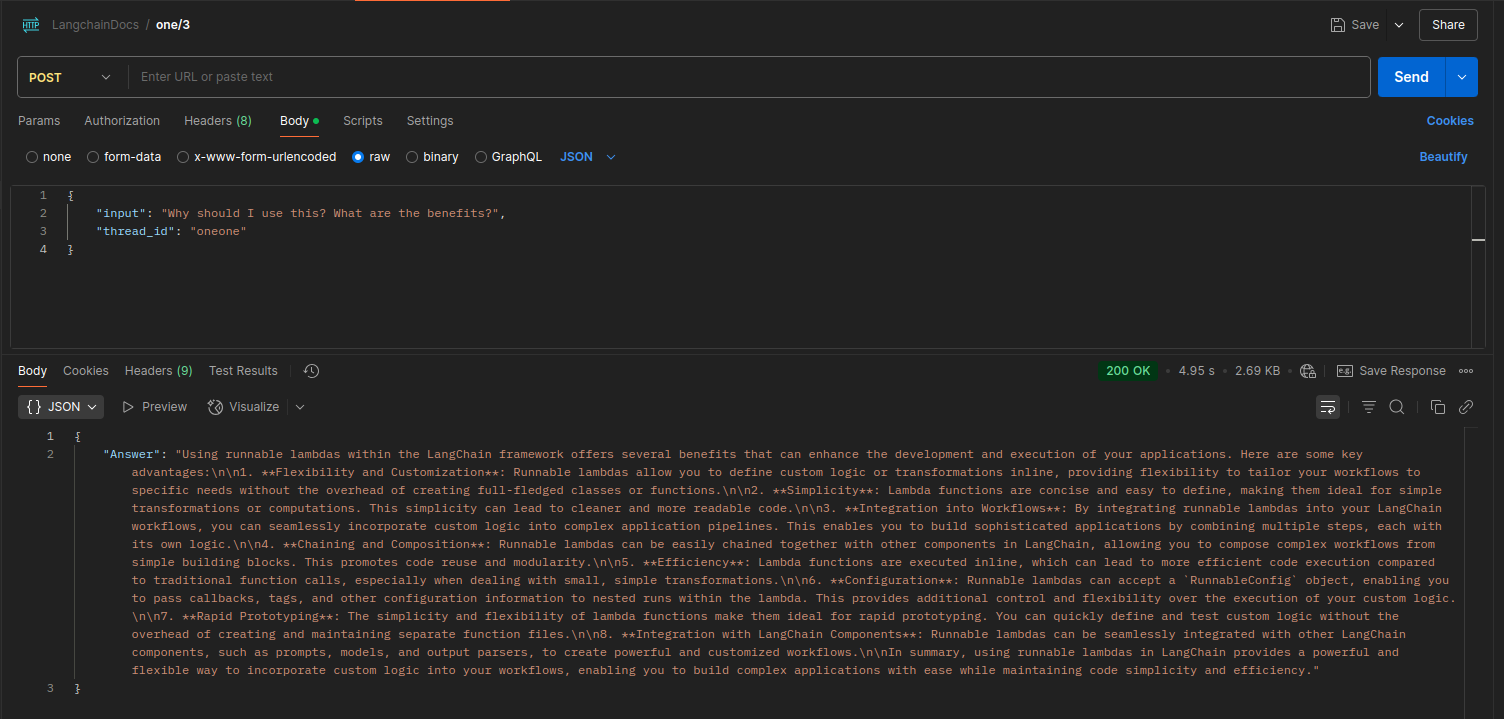 HTTP LangchainDocs / one/3 Save Share
POST Enter URL or paste text Send
Params Authorization Headers (8) Body Scripts Settings Cookies
none form-data x-www-form-urlencoded raw binary GraphQL JSON Beautify
1 {
2 "input": "Why should I use this? What are the benefits?",
3 "thread_id": "oneone"
4 }
Body Cookies Headers (9) Test Results 200 OK • 4.95 s • 2.69 KB • e.g. Save Response
{} JSON Preview Visualize
1 {
2 "Answer": "Using runnable lambdas within the LangChain framework offers several benefits that can enhance the development and execution of your applications. Here are some key
advantages:\n\n1. **Flexibility and Customization**: Runnable lambdas allow you to define custom logic or transformations inline, providing flexibility to tailor your workflows to
specific needs without the overhead of creating full-fledged classes or functions.\n\n2. **Simplicity**: Lambda functions are concise and easy to define, making them ideal for simple
transformations or computations. This simplicity can lead to cleaner and more readable code.\n\n3. **Integration into Workflows**: By integrating runnable lambdas into your LangChain
workflows, you can seamlessly incorporate custom logic into complex application pipelines. This enables you to build sophisticated applications by combining multiple steps, each with
its own logic.\n\n4. **Chaining and Composition**: Runnable lambdas can be easily chained together with other components in LangChain, allowing you to compose complex workflows from
simple building blocks. This promotes code reuse and modularity.\n\n5. **Efficiency**: Lambda functions are executed inline, which can lead to more efficient code execution compared
to traditional function calls, especially when dealing with small, simple transformations.\n\n6. **Configuration**: Runnable lambdas can accept a `RunnableConfig` object, enabling you
to pass callbacks, tags, and other configuration information to nested runs within the lambda. This provides additional control and flexibility over the execution of your custom logic.
\n\n7. **Rapid Prototyping**: The simplicity and flexibility of lambda functions make them ideal for rapid prototyping. You can quickly define and test custom logic without the
overhead of creating and maintaining separate function files.\n\n8. **Integration with LangChain Components**: Runnable lambdas can be seamlessly integrated with other LangChain
components, such as prompts, models, and output parsers, to create powerful and customized workflows.\n\nIn summary, using runnable lambdas in LangChain provides a powerful and
flexible way to incorporate custom logic into your workflows, enabling you to build complex applications with ease while maintaining code simplicity and efficiency."
3 }